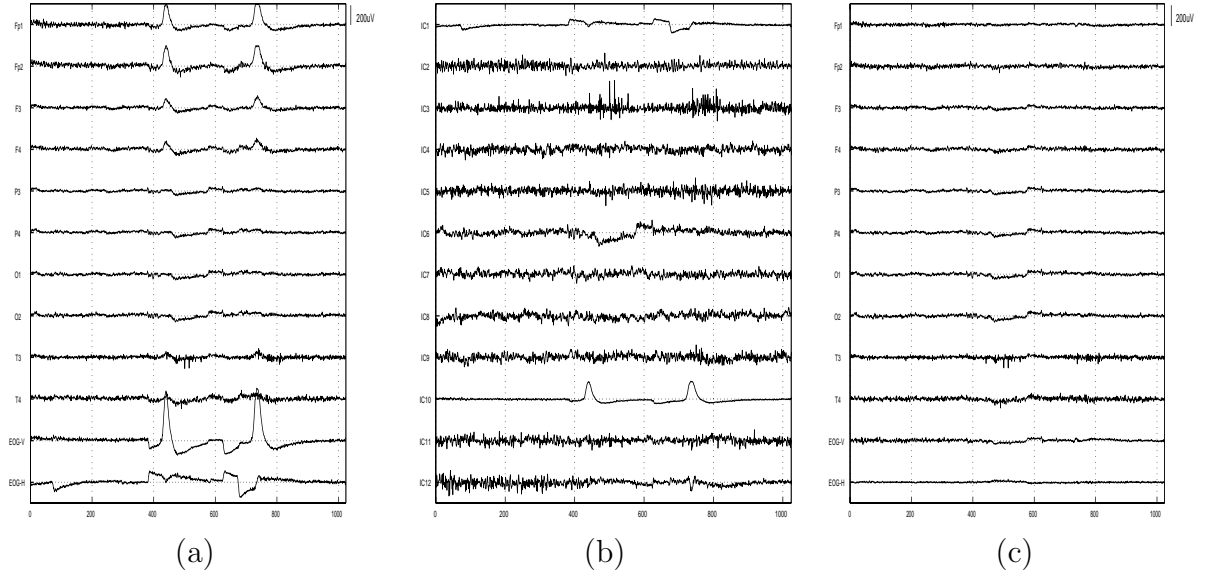 Fp1
Fp2
F3
F4
P3
P4
O1
O2
T3
T4
EOG-V
EOG-H
0 200 400 600 800 1000
200uV
(a)
IC1
IC2
IC3
IC4
IC5
IC6
IC7
IC8
IC9
IC10
IC11
IC12
0 200 400 600 800 1000
(b)
Fp1
Fp2
F3
F4
P3
P4
O1
O2
T3
T4
EOG-V
EOG-H
0 200 400 600 800 1000
200uV
(c)